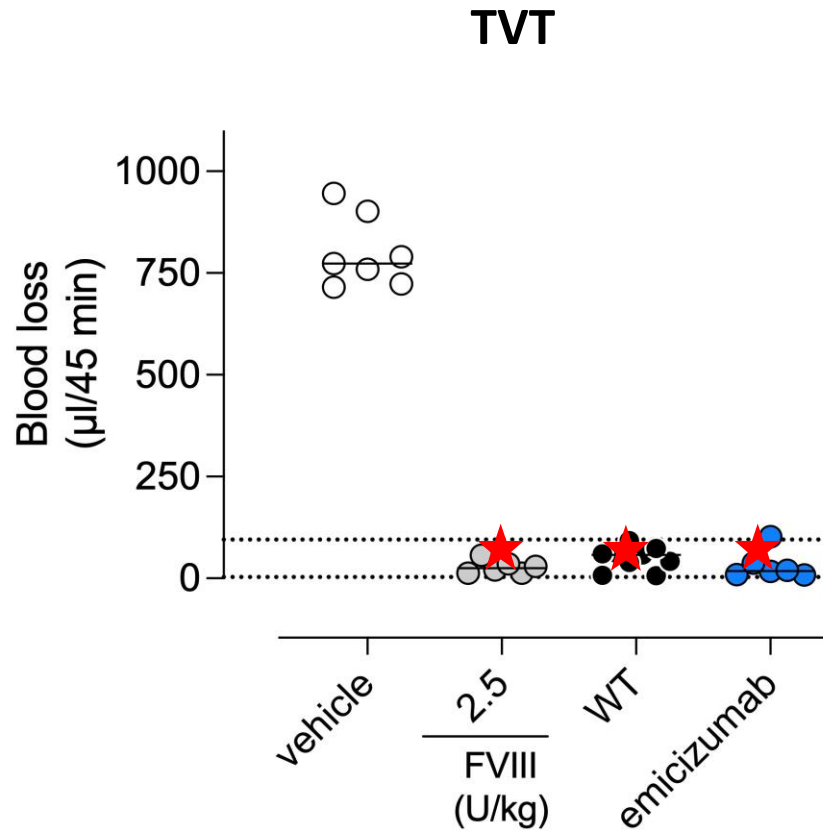 TVT
Blood loss
(µl/45 min)
1000
750
500
250
0
vehicle
2.5
WT
emicizumab
FVIII
(U/kg)